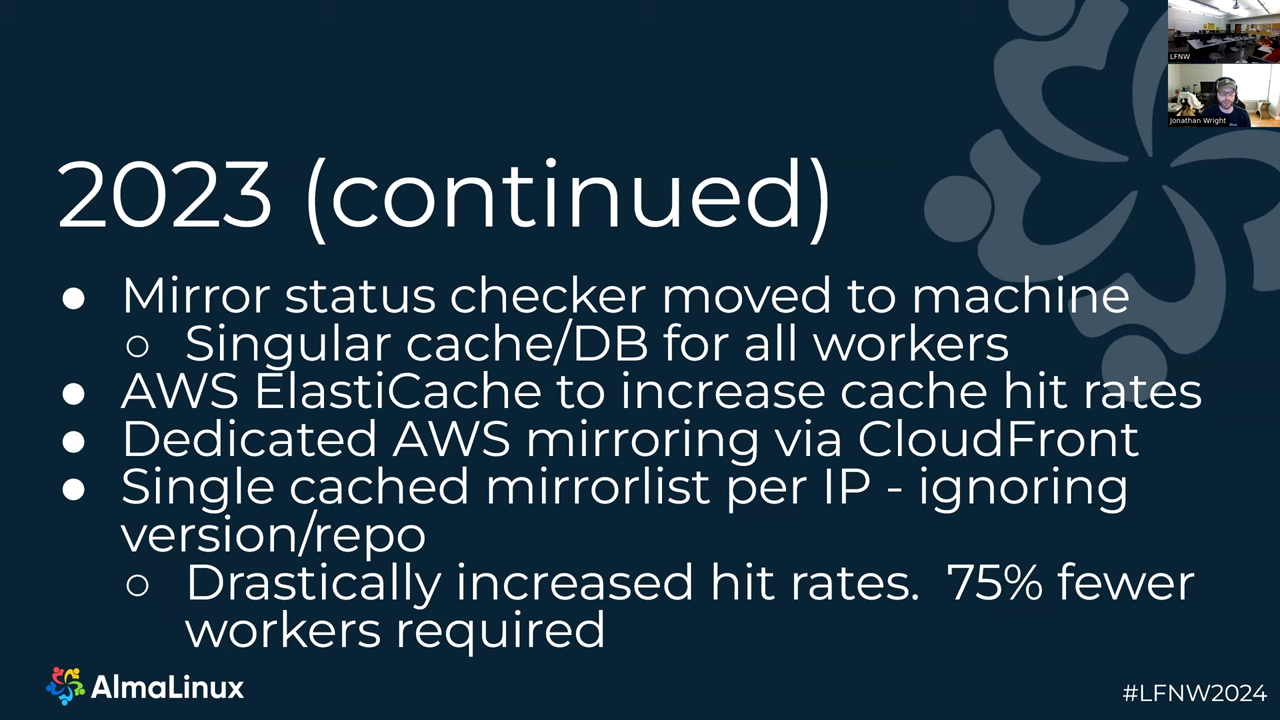 LFNW
Jonathan Wright
2023 (continued)
● Mirror status checker moved to machine
○ Singular cache/DB for all workers
● AWS ElastiCache to increase cache hit rates
● Dedicated AWS mirroring via CloudFront
● Single cached mirrorlist per IP - ignoring
version/repo
○ Drastically increased hit rates.  75% fewer
workers required
AlmaLinux
#LFNW2024